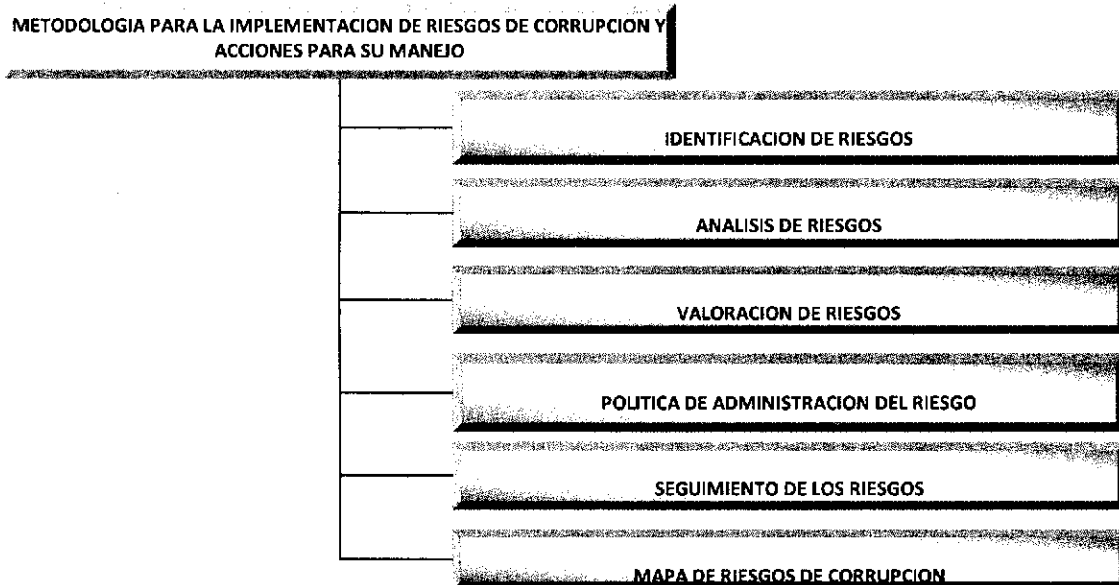 METODOLOGIA PARA LA IMPLEMENTACION DE RIESGOS DE CORRUPCION Y
ACCIONES PARA SU MANEJO
IDENTIFICACION DE RIESGOS
ANALISIS DE RIESGOS
VALORACION DE RIESGOS
POLITICA DE ADMINISTRACION DEL RIESGO
SEGUIMIENTO DE LOS RIESGOS
MAPA DE RIESGOS DE CORRUPCION